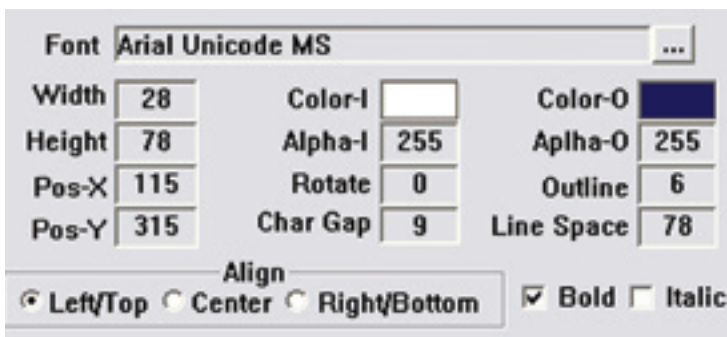 Font Arial Unicode MS ...
Width 28 Color-I Color-O
Height 78 Alpha-I 255 Aplha-O 255
Pos-X 115 Rotate 0 Outline 6
Pos-Y 315 Char Gap 9 Line Space 78
Align
Left/Top Center Right/Bottom Bold Italic